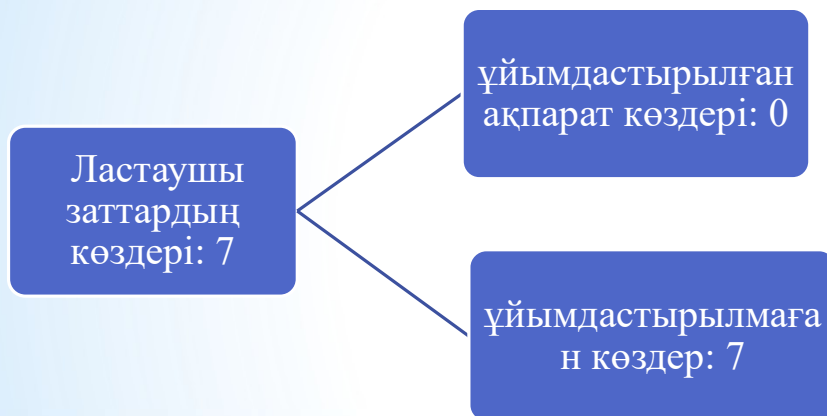 Ластаушы
заттардың
көздері: 7
ұйымдастырылған
ақпарат көздері: 0
ұйымдастырылмаға
н көздер: 7